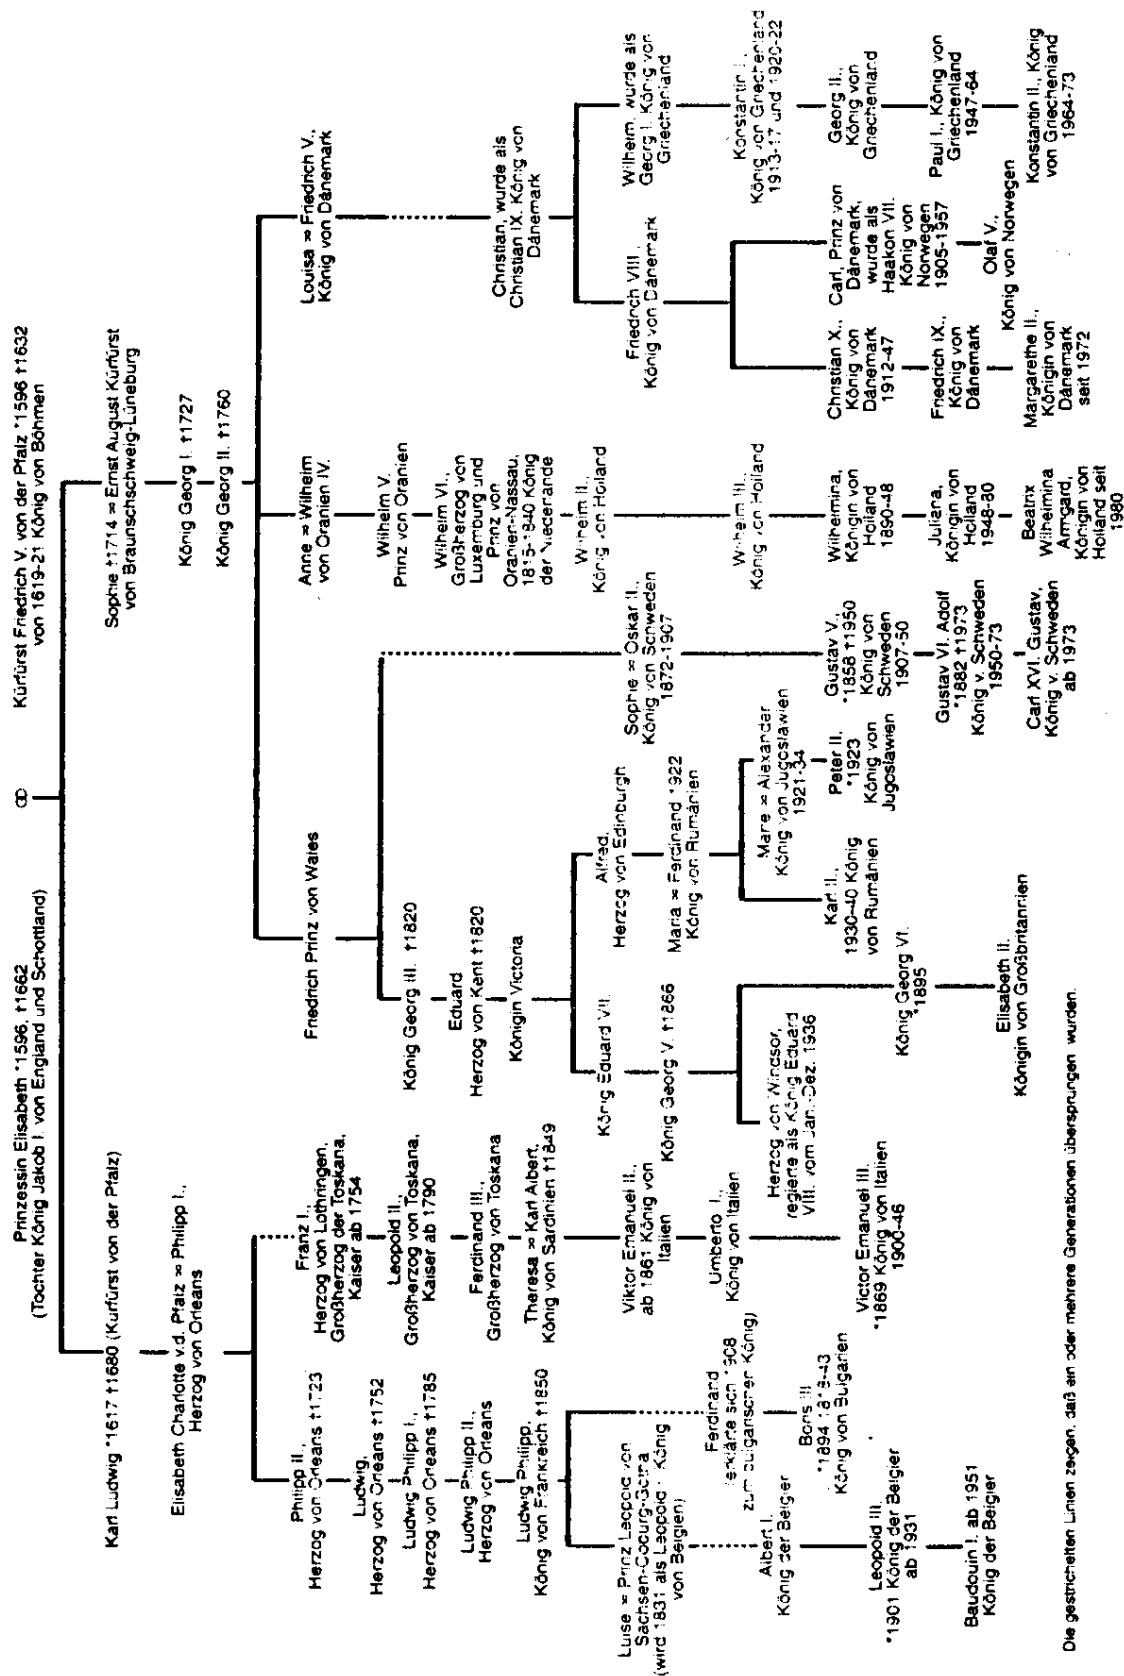 Prinzessin Elisabeth *1596, †1662
(Tochter König Jakob I. von England und Schottland)
⚭
Kurfürst Friedrich V. von der Pfalz *1596 †1632
von 1619-21 König von Böhmen
Karl Ludwig *1617 †1680 (Kurfürst von der Pfalz)
Elisabeth Charlotte v.d. Pfalz ∞ Philipp I.,
Herzog von Orleans
Philipp II.,
Herzog von Orleans †1723
Ludwig,
Herzog von Orleans †1752
Ludwig Philipp I.,
Herzog von Orleans †1785
Ludwig Philipp II.,
Herzog von Orleans
Ludwig Philipp,
König von Frankreich †1850
Luise ∞ Prinz Leopold von
Sachsen-Coburg-Gotha
(wird 1831 als Leopold I. König
von Belgien)
Albert I.
König der Belgier
Leopold III.
*1901 König der Belgier
ab 1931
Baudouin I. ab 1951
König der Belgier
Ferdinand
(erklärte sich 1908
zum bulgarischen König)
Boris III
*1894 1818-43
König von Bulgarien
Franz I.,
Herzog von Lothringen,
Großherzog der Toskana,
Kaiser ab 1754
Leopold II.,
Großherzog von Toskana,
Kaiser ab 1790
Ferdinand III.,
Großherzog von Toskana
Theresa ∞ Karl Albert,
König von Sardinien †1849
Viktor Emanuel II.,
ab 1861 König von
Italien
Umberto I.,
König von Italien
Victor Emanuel III.
*1869 König von Italien
1900-46
Sophie †1714 ∞ Ernst August Kurfürst
von Braunschschweig-Lüneburg
König Georg I. †1727
König Georg II. †1760
Friedrich Prinz von Wales
König Georg III. †1820
Eduard
Herzog von Kant †1820
Königin Victoria
König Eduard VII.
König Georg V. †1866
Herzog von Windsor,
regierte als König Eduard
VIII. vom Jan.-Dez. 1936
König Georg VI.
*1895
Elisabeth II.
Königin von Großbritannien
Alfred,
Herzog von Edinburgh
Maria ∞ Ferdinand *922
König von Rumänien
Karl II.,
1930-40 König
von Rumänien
Marie ∞ Alexander
König von Jugoslawien
1921-34
Peter II.
*1923
König von
Jugoslawien
Sophie ∞ Oskar II.,
König von Schweden
1872-1907
Gustav V.,
*1858 †1950
König von
Schweden
1907-50
Gustav VI. Adolf
*1882 †1973
König v. Schweden
1950-73
Carl XVI. Gustav,
König v. Schweden
ab 1973
Anne ∞ Wilhelm
von Oranien IV.
Wilhelm V.
Prinz von Oranien
Wilhelm VI.,
Großherzog von
Luxemburg und
Prinz von
Oranien-Nassau,
1815-1840 König
der Niederlande
Wilhelm II.,
König von Holland
Wilhelm III.,
König von Holland
Wilhelmina,
Königin von
Holland
1890-48
Juliana,
Königin von
Holland
1948-80
Beatrix
Wilhelmina
Armgard,
Königin von
Holland seit
1980
Louisa ∞ Friedrich V.,
König von Dänemark
Christian, wurde als
Christian IX. König von
Dänemark
Friedrich VIII.
König von Dänemark
Christian X.,
König von
Dänemark
1912-47
Friedrich IX.,
König von
Dänemark
Margarethe II.,
Königin von
Dänemark
seit 1972
Carl, Prinz von
Dänemark,
wurde als
Haakon VII.
König von
Norwegen
1905-1957
Olaf V.,
König von Norwegen
Wilhelm, wurde als
Georg I. König von
Griechenland
Konstantin I.,
König von Griechenland
1913-17 und 1920-22
Georg II.,
König von
Griechenland
Paul I., König von
Griechenland
1947-64
Konstantin II., König
von Griechenland
1964-73
Die gestrichelten Linien zeigen, daß ein oder mehrere Generationen übersprungen wurden.